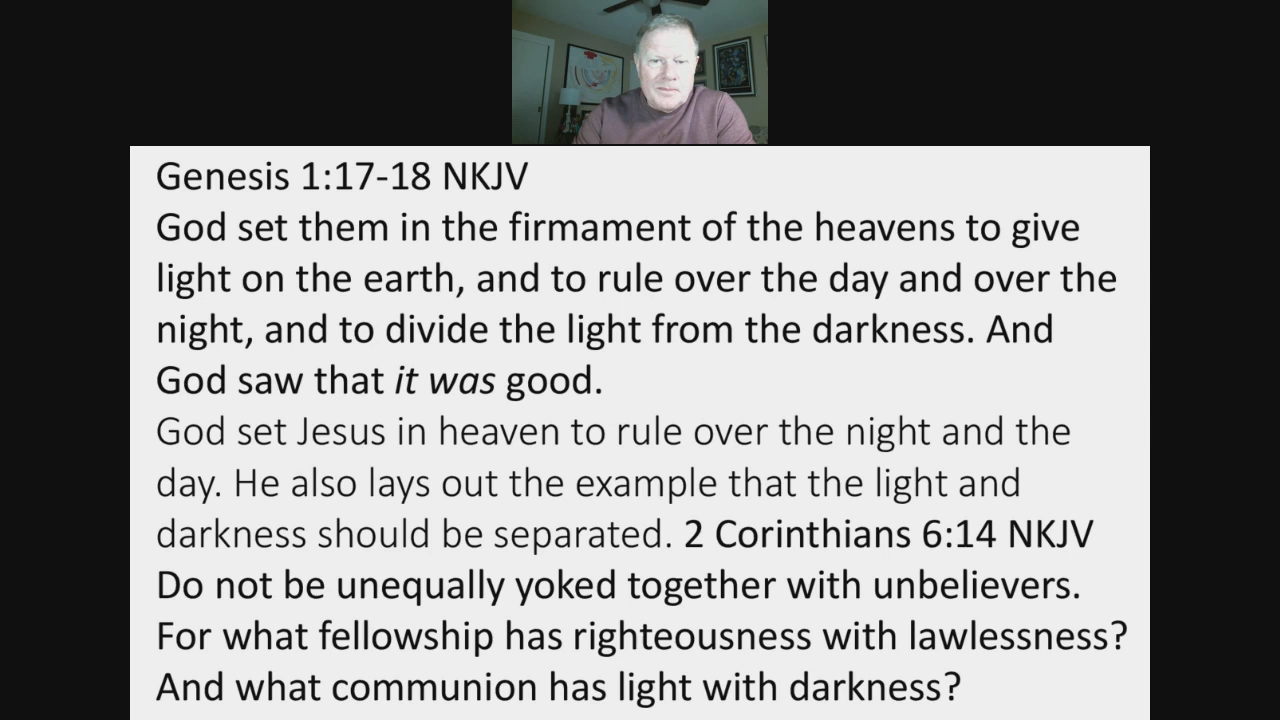 Genesis 1:17-18 NKJV
God set them in the firmament of the heavens to give
light on the earth, and to rule over the day and over the
night, and to divide the light from the darkness. And
God saw that it was good.
God set Jesus in heaven to rule over the night and the
day. He also lays out the example that the light and
darkness should be separated. 2 Corinthians 6:14 NKJV
Do not be unequally yoked together with unbelievers.
For what fellowship has righteousness with lawlessness?
And what communion has light with darkness?